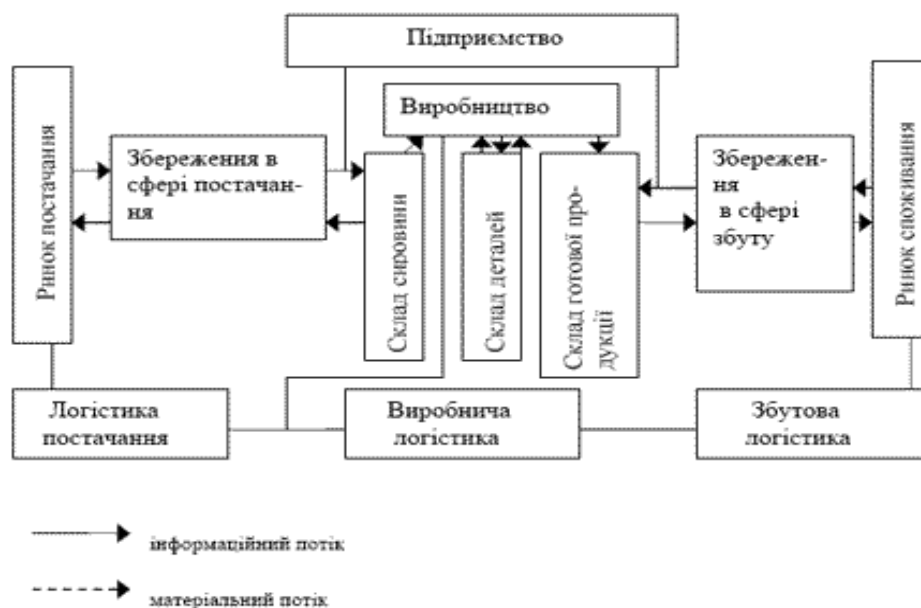 Підприємство
Виробництво
Ринок постачання
Збереження в
сфері постачан-
ня
Склад сировини
Склад деталей
Склад готової про-
дукції
Збережен-
ня
в сфері
збуту
Ринок споживання
Логістика
постачання
Виробнича
логістика
Збутова
логістика
інформаційний потік
матеріальний потік